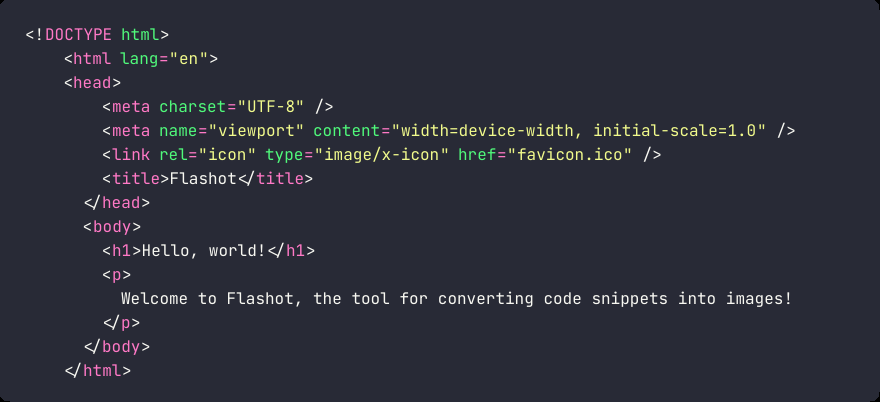 <!DOCTYPE html>
    <html lang="en">
    <head>
        <meta charset="UTF-8" />
        <meta name="viewport" content="width=device-width, initial-scale=1.0" />
        <link rel="icon" type="image/x-icon" href="favicon.ico" />
        <title>Flashot</title>
      </head>
      <body>
        <h1>Hello, world!</h1>
        <p>
          Welcome to Flashot, the tool for converting code snippets into images!
        </p>
      </body>
    </html>